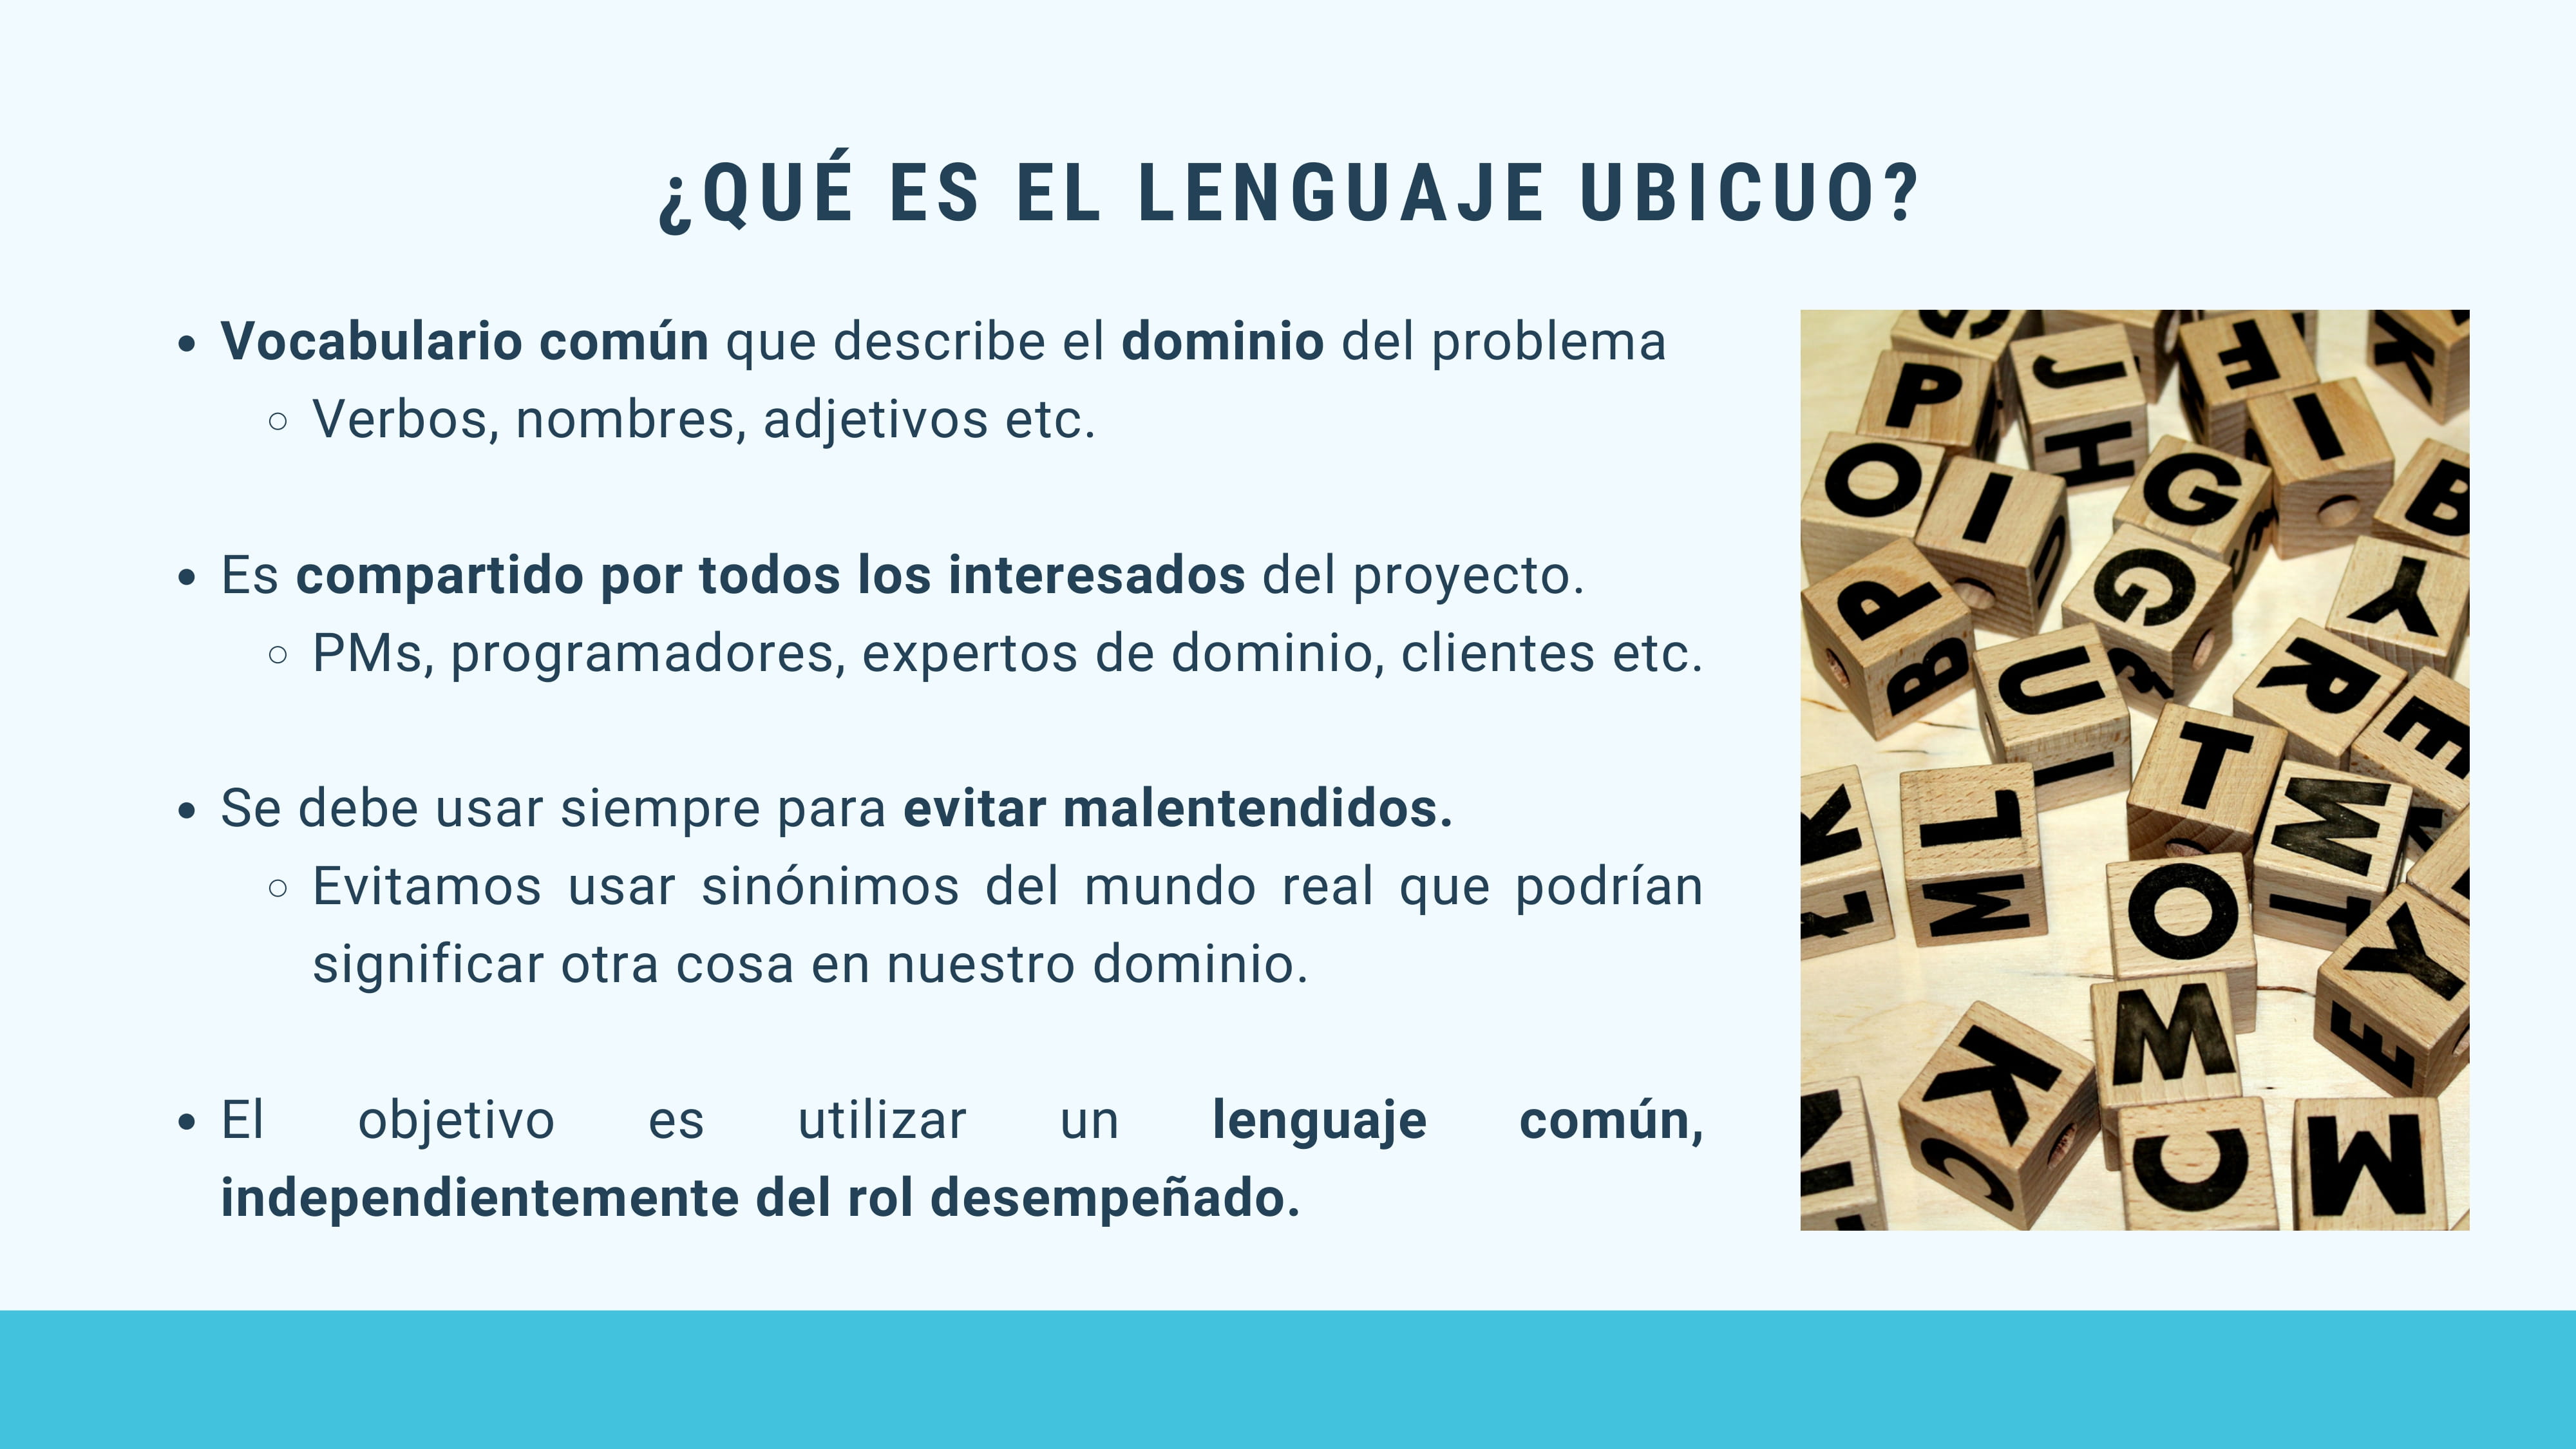 ¿QUÉ ES EL LENGUAJE UBICUO?
Vocabulario común que describe el dominio del problema
Verbos, nombres, adjetivos etc.
Es compartido por todos los interesados del proyecto.
PMs, programadores, expertos de dominio, clientes etc.
Se debe usar siempre para evitar malentendidos.
Evitamos usar sinónimos del mundo real que podrían
significar otra cosa en nuestro dominio.
El objetivo es utilizar un lenguaje común,
independientemente del rol desempeñado.